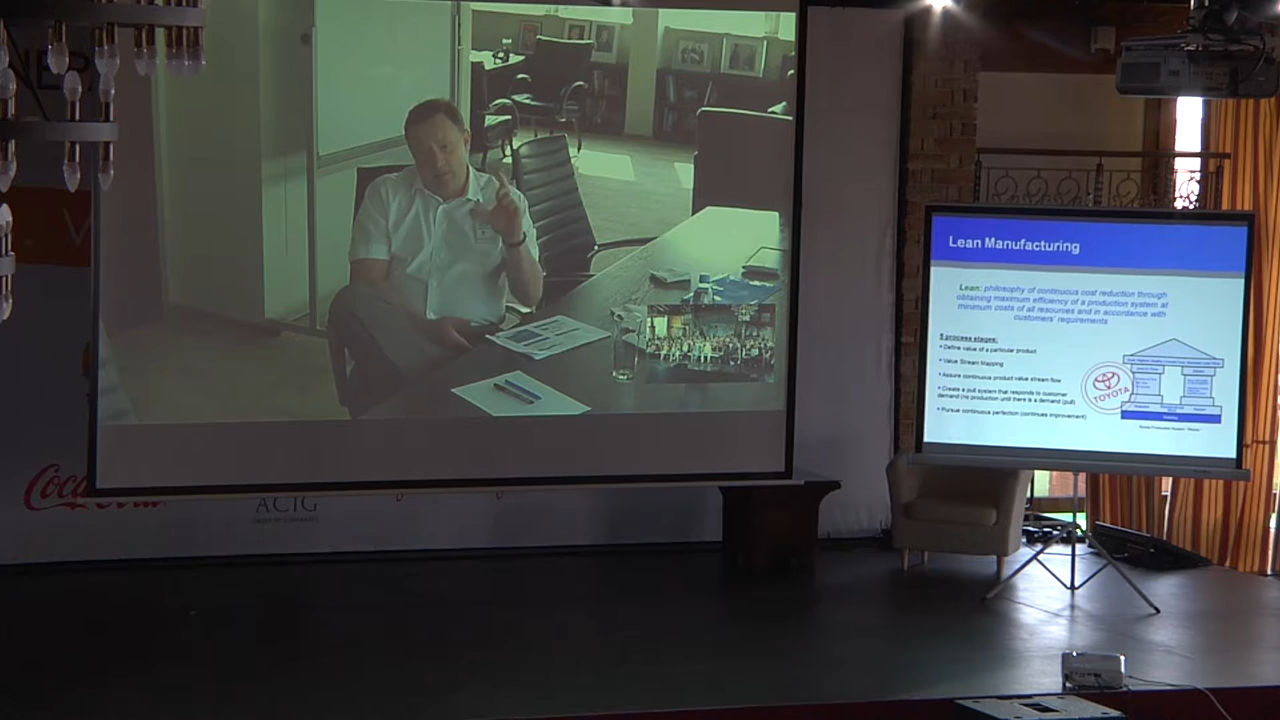 NER
V
Coca-Cola
ACIG
Lean Manufacturing
Lean: philosophy of continuous cost reduction through
obtaining maximum efficiency of a production system at
minimum costs of all resources and in accordance with
customers' requirements
5 process stages:
• Define value of a particular product
• Value Stream Mapping
• Assure continuous product value stream flow
• Create a pull system that responds to customer
demand (no production until there is a demand (pull)
• Pursue continuous perfection (continues improvement)
TOYOTA